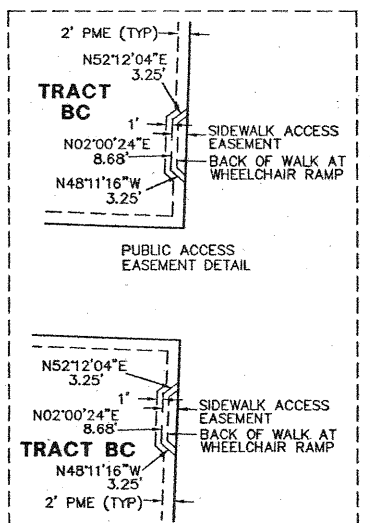 2' PME (TYP)
N52°12'04"E
3.25'
TRACT
BC
1'
SIDEWALK ACCESS
EASEMENT
N02°00'24"E
8.68'
BACK OF WALK AT
WHEELCHAIR RAMP
N48°11'16"W
3.25'
PUBLIC ACCESS
EASEMENT DETAIL
N52°12'04"E
3.25'
1'
SIDEWALK ACCESS
EASEMENT
N02°00'24"E
8.68'
BACK OF WALK AT
WHEELCHAIR RAMP
TRACT BC
N48°11'16"W
3.25'
2' PME (TYP)